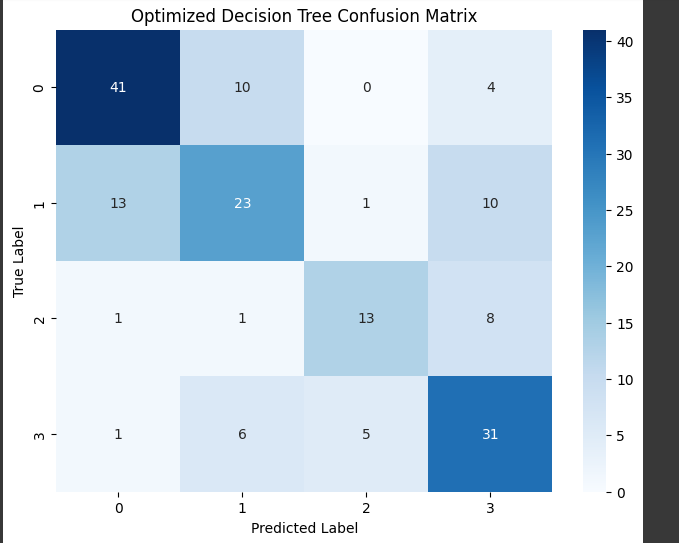 Optimized Decision Tree Confusion Matrix
True Label
0 41 10 0 4
1 13 23 1 10
2 1 1 13 8
3 1 6 5 31
0 1 2 3
Predicted Label
40
35
30
25
20
15
10
5
0